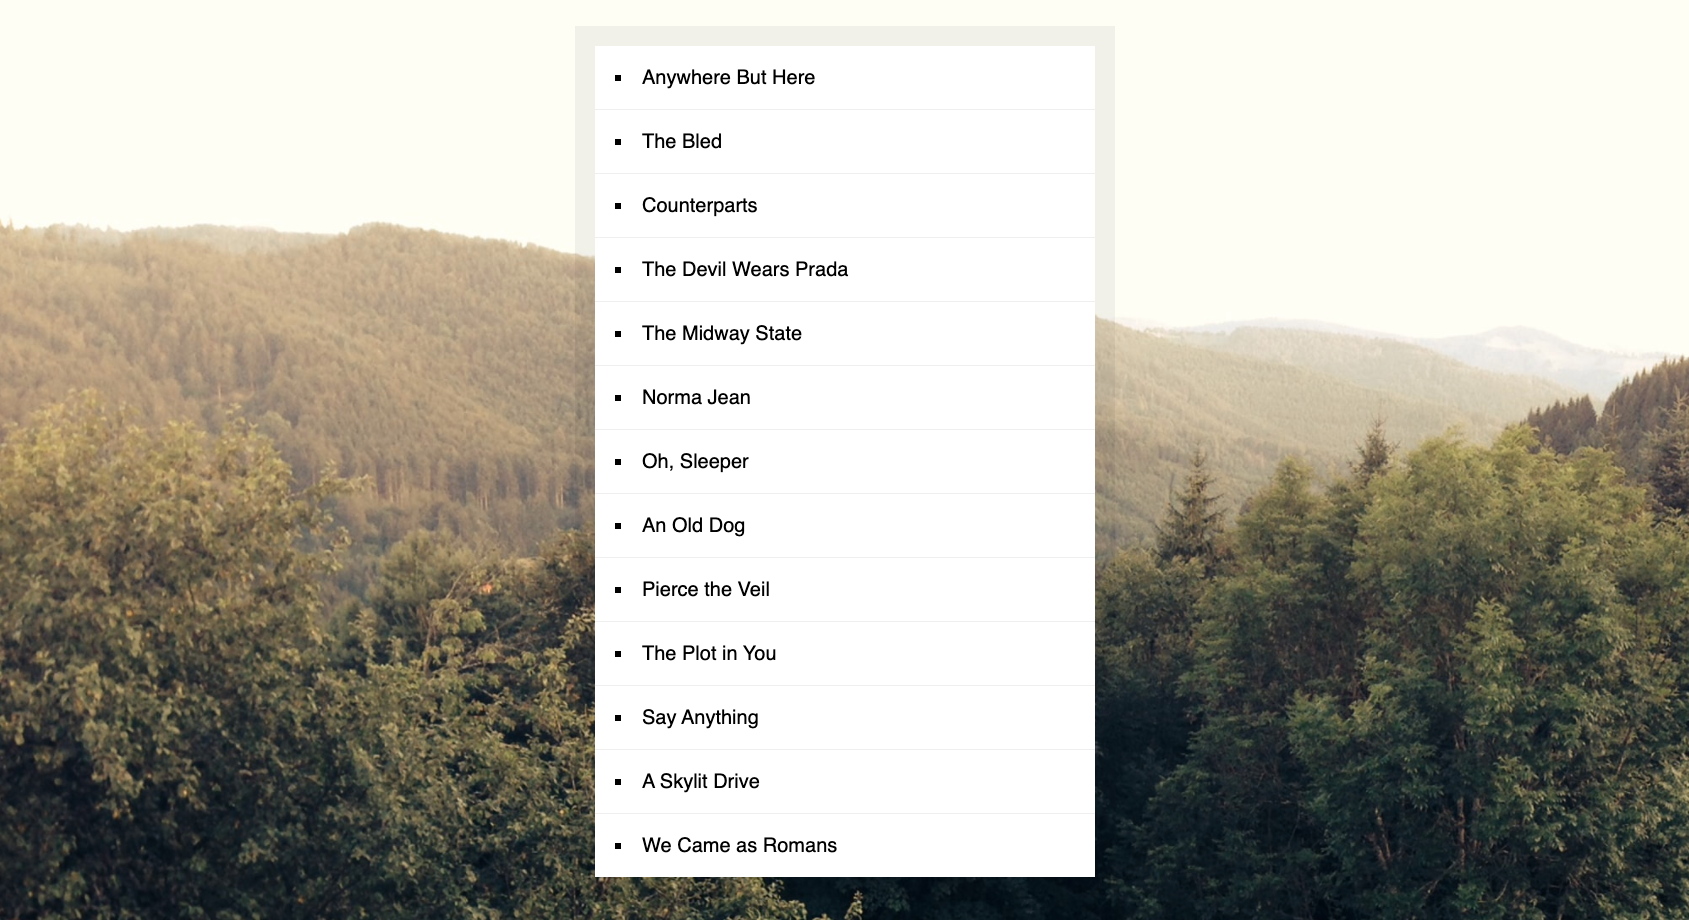 Anywhere But Here
The Bled
Counterparts
The Devil Wears Prada
The Midway State
Norma Jean
Oh, Sleeper
An Old Dog
Pierce the Veil
The Plot in You
Say Anything
A Skylit Drive
We Came as Romans